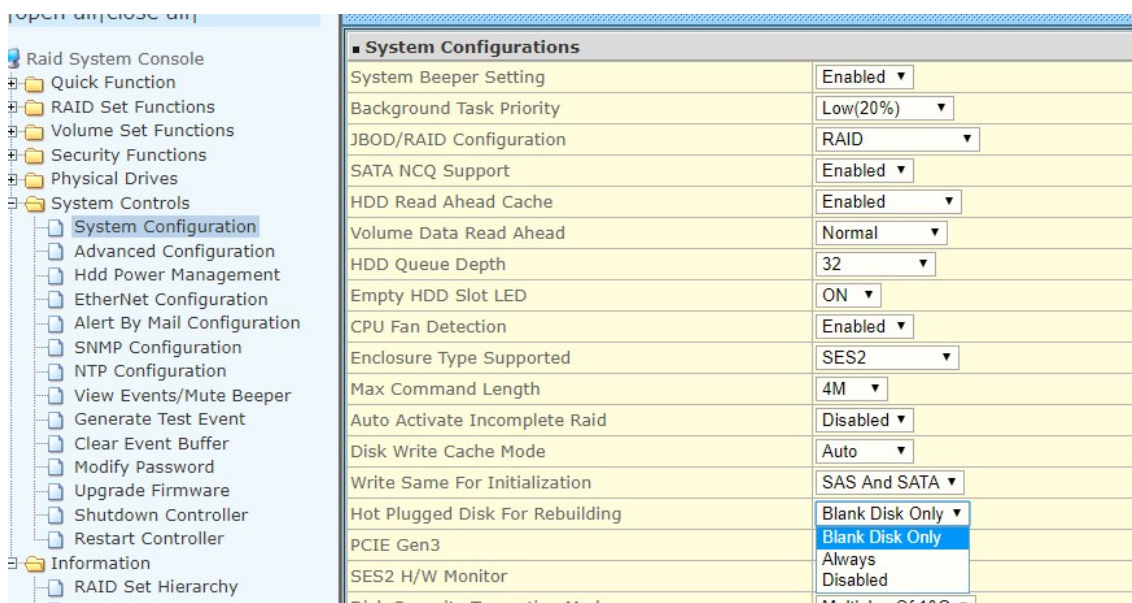 |open all|close all|
Raid System Console
Quick Function
RAID Set Functions
Volume Set Functions
Security Functions
Physical Drives
System Controls
System Configuration
Advanced Configuration
Hdd Power Management
EtherNet Configuration
Alert By Mail Configuration
SNMP Configuration
NTP Configuration
View Events/Mute Beeper
Generate Test Event
Clear Event Buffer
Modify Password
Upgrade Firmware
Shutdown Controller
Restart Controller
Information
RAID Set Hierarchy
System Configurations
System Beeper Setting Enabled
Background Task Priority Low(20%)
JBOD/RAID Configuration RAID
SATA NCQ Support Enabled
HDD Read Ahead Cache Enabled
Volume Data Read Ahead Normal
HDD Queue Depth 32
Empty HDD Slot LED ON
CPU Fan Detection Enabled
Enclosure Type Supported SES2
Max Command Length 4M
Auto Activate Incomplete Raid Disabled
Disk Write Cache Mode Auto
Write Same For Initialization SAS And SATA
Hot Plugged Disk For Rebuilding Blank Disk Only
Blank Disk Only
PCIE Gen3
Always
SES2 H/W Monitor
Disabled